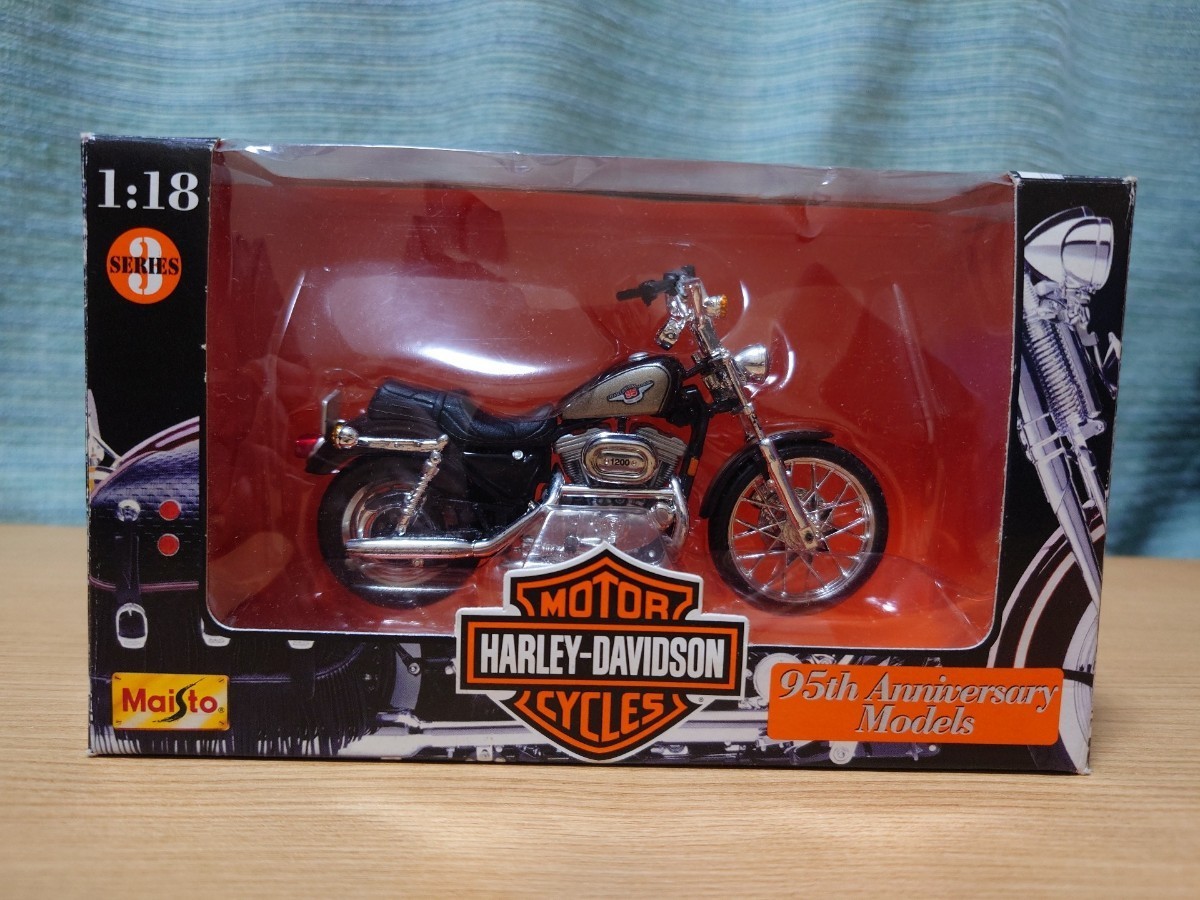 1:18
3
SERIES
1200
MOTOR
HARLEY-DAVIDSON
CYCLES
Maisto
95th Anniversary
Models